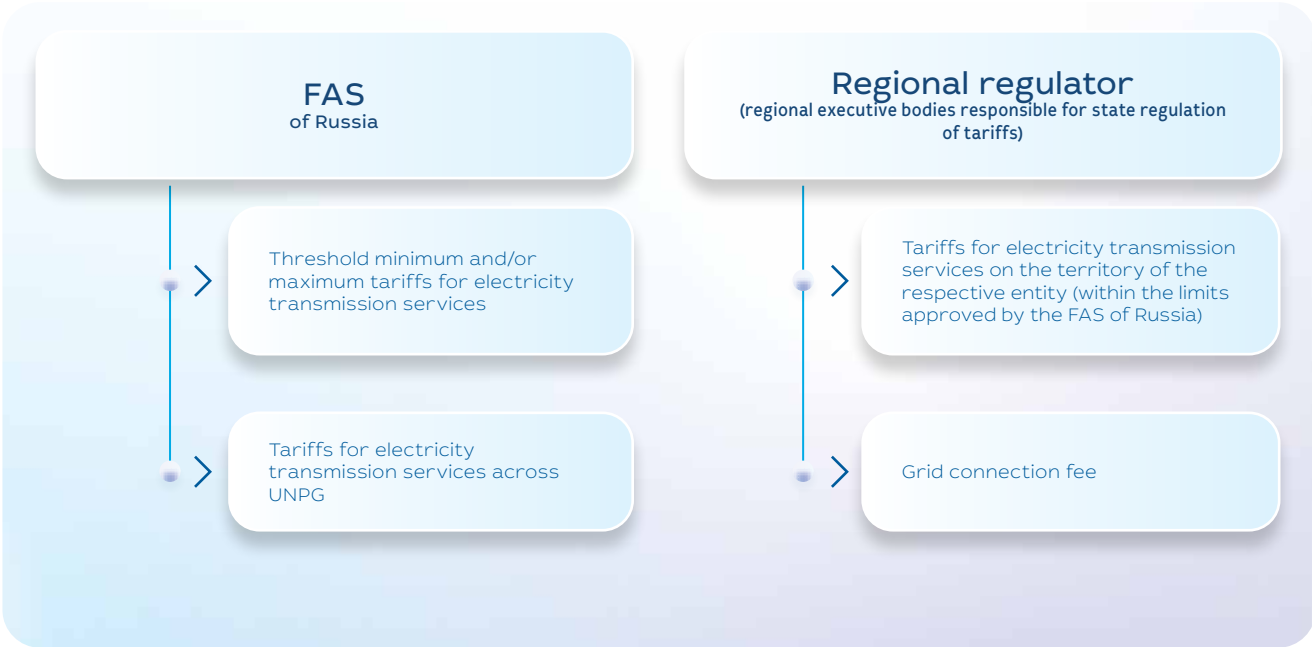 FAS
of Russia
Threshold minimum and/or
maximum tariffs for electricity
transmission services
Tariffs for electricity
transmission services across
UNPG
Regional regulator
(regional executive bodies responsible for state regulation
of tariffs)
Tariffs for electricity transmission
services on the territory of the
respective entity (within the limits
approved by the FAS of Russia)
Grid connection fee